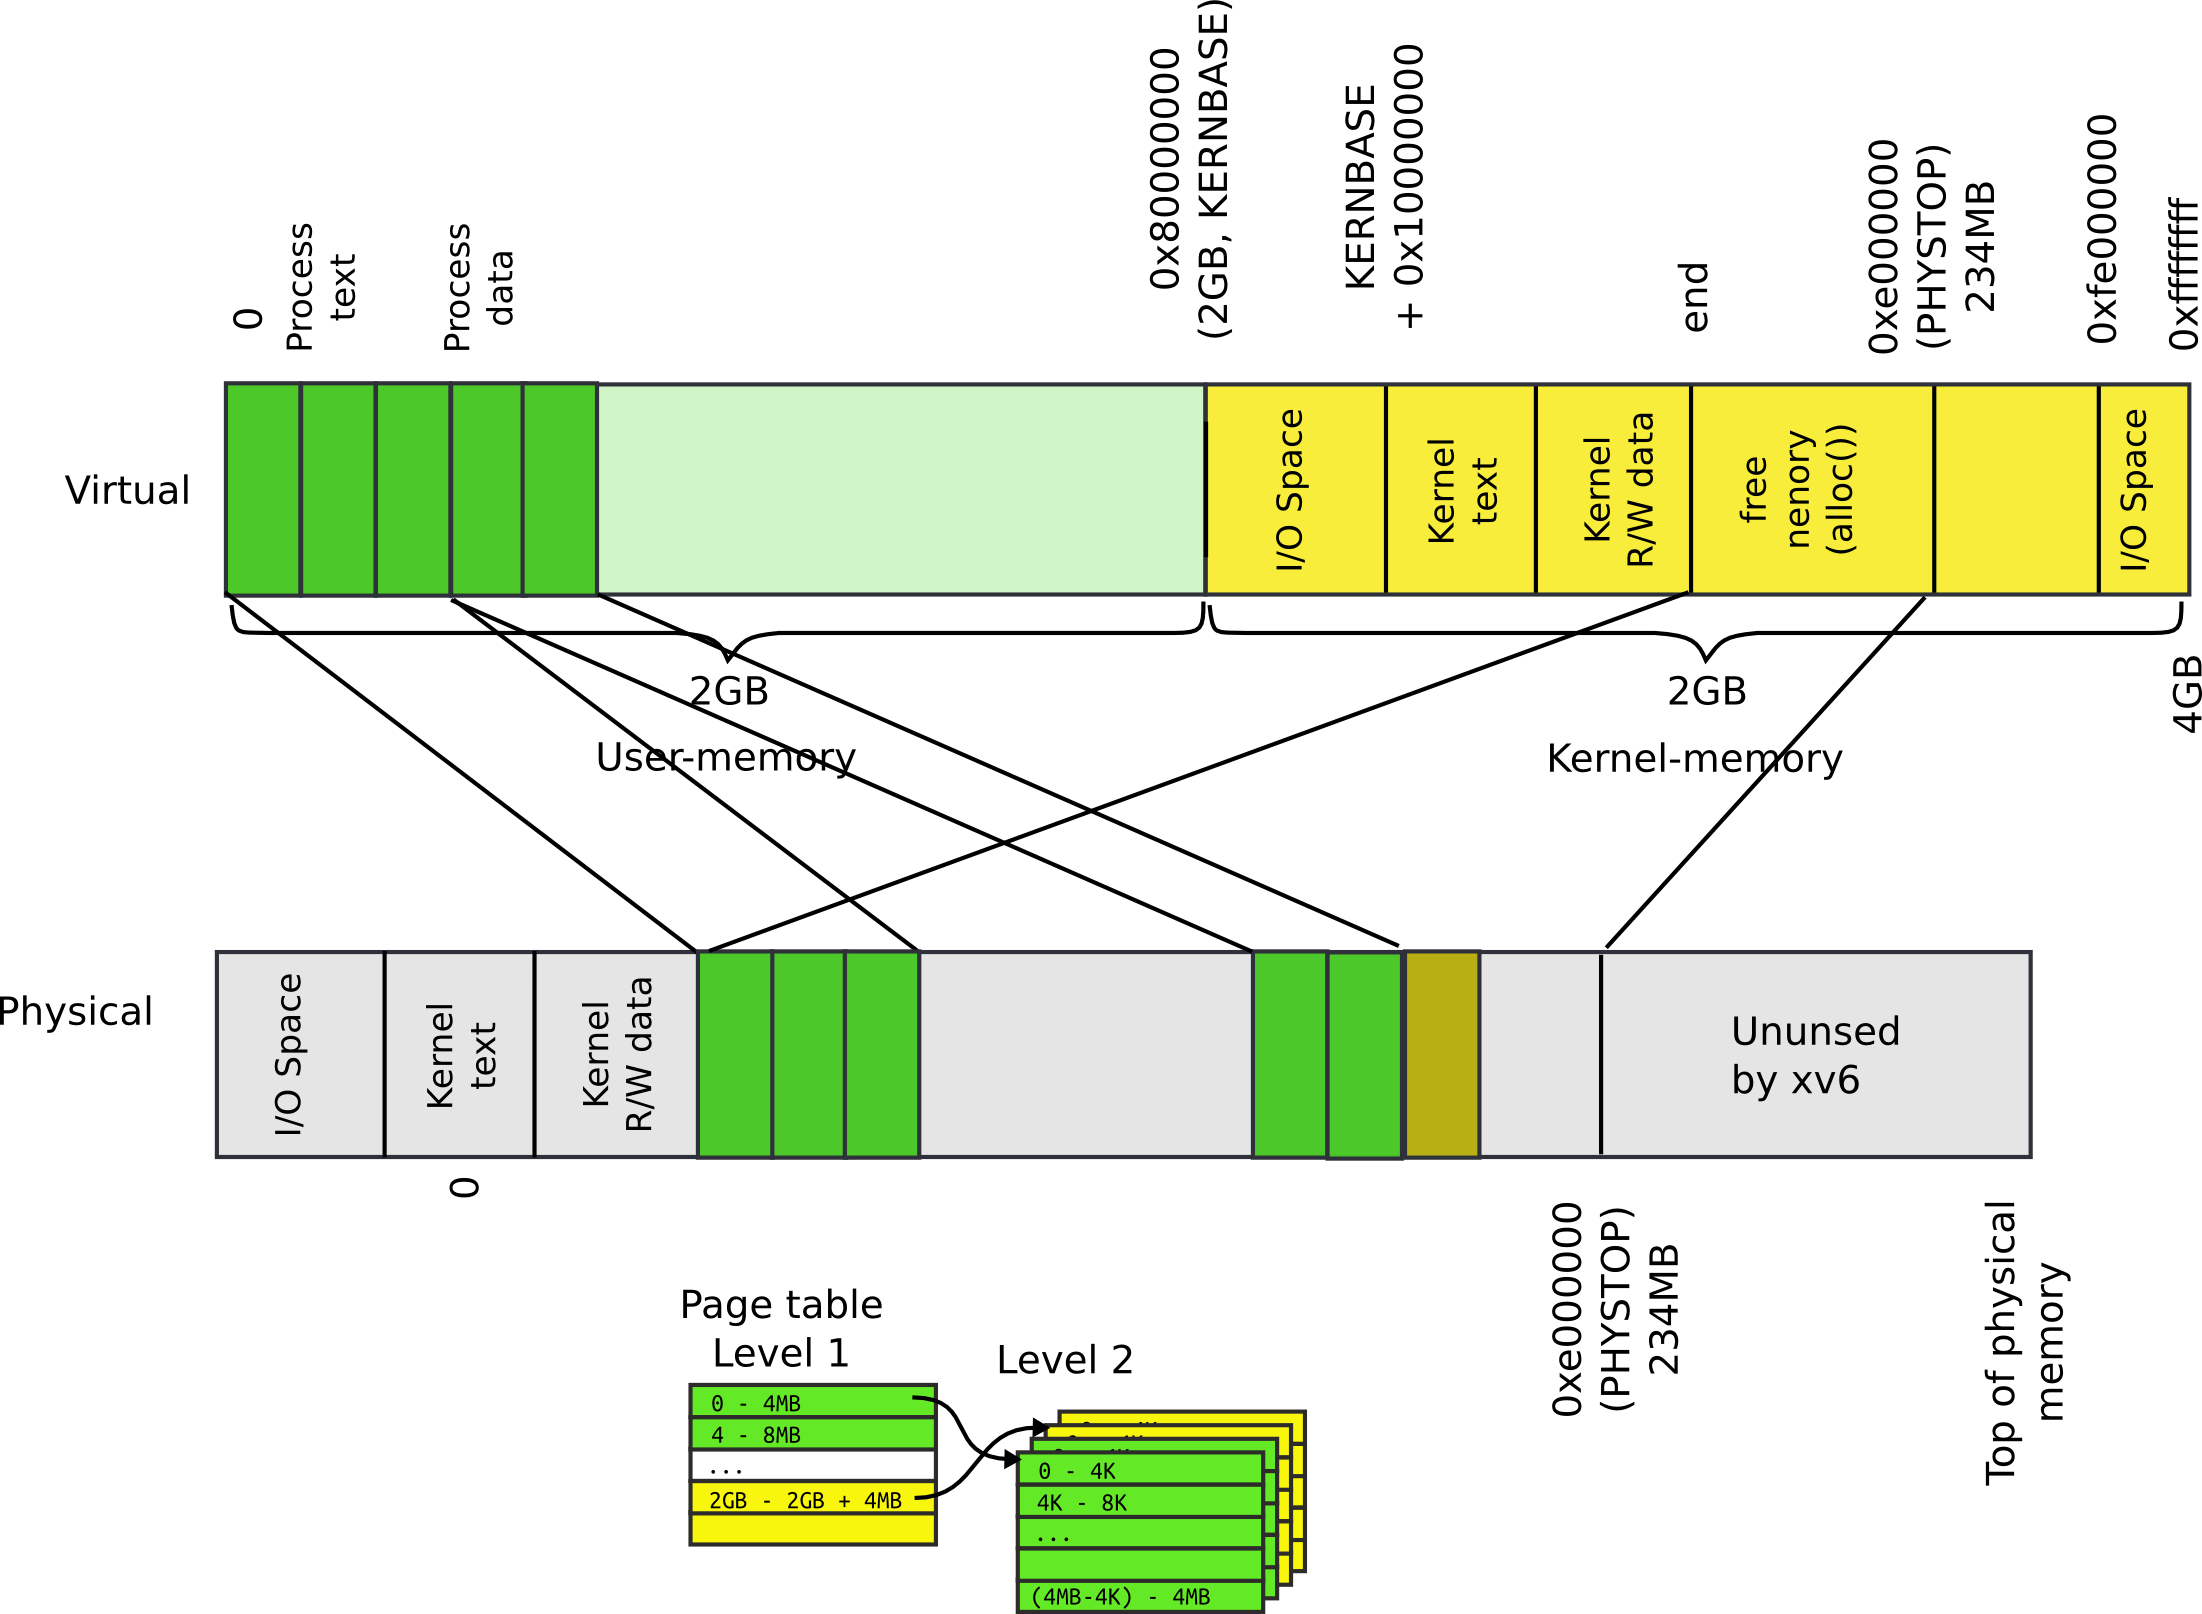 0
Process
text
Process
data
0x80000000
(2GB, KERNBASE)
KERNBASE
+ 0x100000
end
0xe000000
(PHYSTOP)
234MB
0xfe000000
0xffffffff
Virtual
I/O Space
Kernel
text
Kernel
R/W data
free
nenory
(alloc())
I/O Space
2GB
User-memory
2GB
Kernel-memory
4GB
Physical
I/O Space
Kernel
text
Kernel
R/W data
Ununsed
by xv6
0
0xe000000
(PHYSTOP)
234MB
Top of physical
memory
Page table
Level 1
0 - 4MB
4 - 8MB
...
2GB - 2GB + 4MB
Level 2
0 - 4K
4K - 8K
...
(4MB-4K) - 4MB